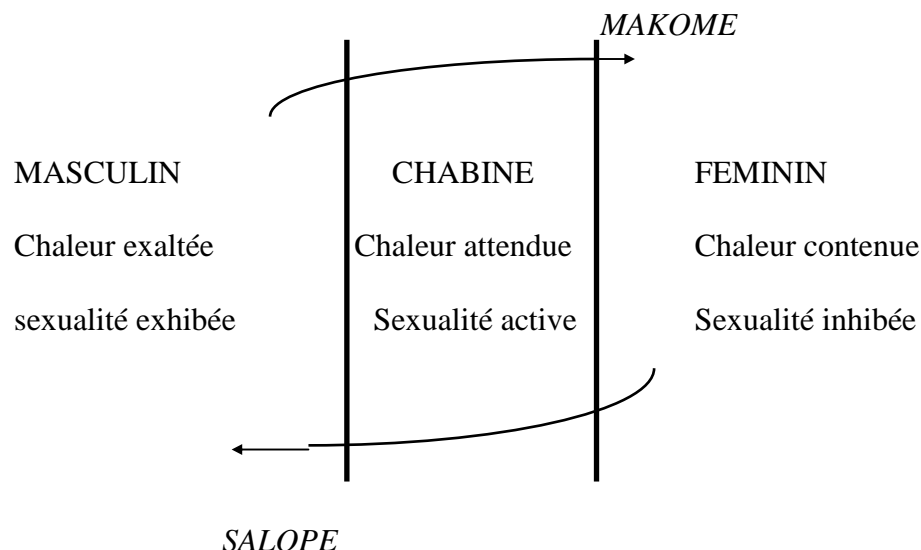 MAKOME
MASCULIN CHABINE FEMININ
Chaleur exaltée Chaleur attendue Chaleur contenue
sexualité exhibée Sexualité active Sexualité inhibée
SALOPE